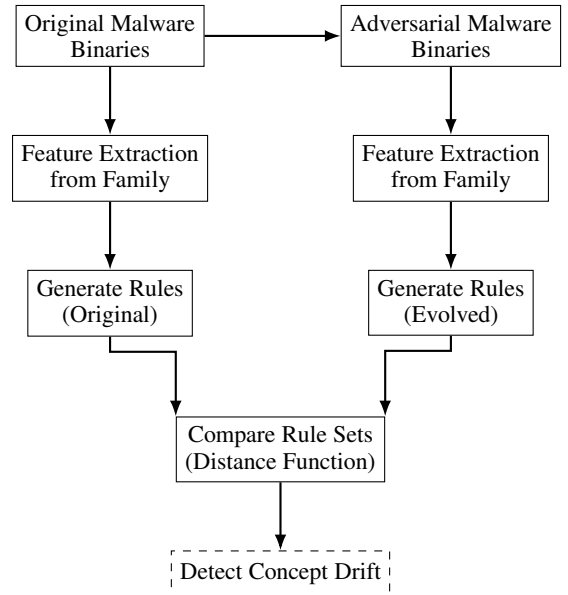 Original Malware
Binaries
Adversarial Malware
Binaries
Feature Extraction
from Family
Feature Extraction
from Family
Generate Rules
(Original)
Generate Rules
(Evolved)
Compare Rule Sets
(Distance Function)
Detect Concept Drift